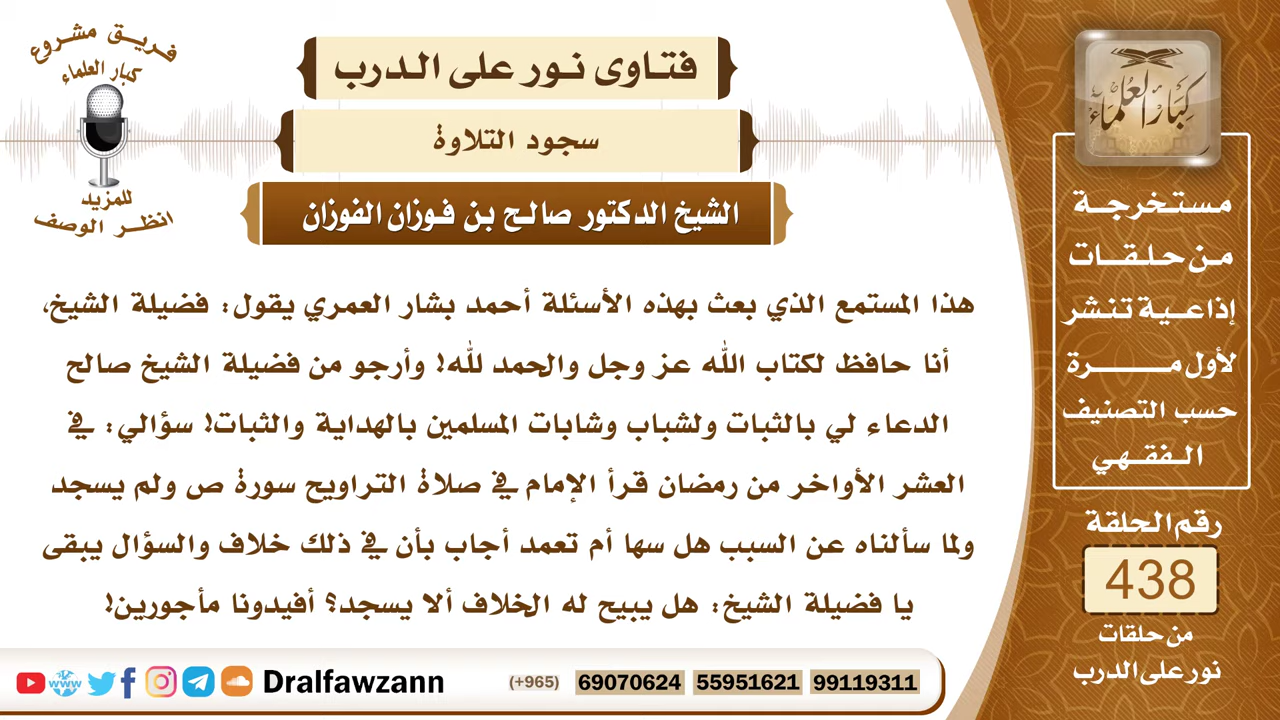 فريق مشروع
كبار العلماء
للمزيد
انظر الوصف
فتاوى نور على الدرب
سجود التلاوة
الشيخ الدكتور صالح بن فوزان الفوزان
هذا المستمع الذي بعث بهذه الأسئلة أحمد بشار العمري يقول: فضيلة الشيخ،
أنا حافظ لكتاب الله عز وجل والحمد لله! وأرجو من فضيلة الشيخ صالح
الدعاء لي بالثبات ولشباب وشابات المسلمين بالهداية والثبات! سؤالي: في
العشر الأواخر من رمضان قرأ الإمام في صلاة التراويح سورة ص ولم يسجد
ولما سألناه عن السبب هل سها أم تعمد أجاب بأن في ذلك خلاف والسؤال يبقى
يا فضيلة الشيخ: هل يبيح له الخلاف ألا يسجد؟ أفيدونا مأجورين!
كبار العلماء
مستخرجة
من حلقات
إذاعية تنشر
لأول مرة
حسب التصنيف
الفقهي
رقم الحلقة
438
من حلقات
نور على الدرب
www
Dralfawzann
(+965) 69070624 55951621 99119311